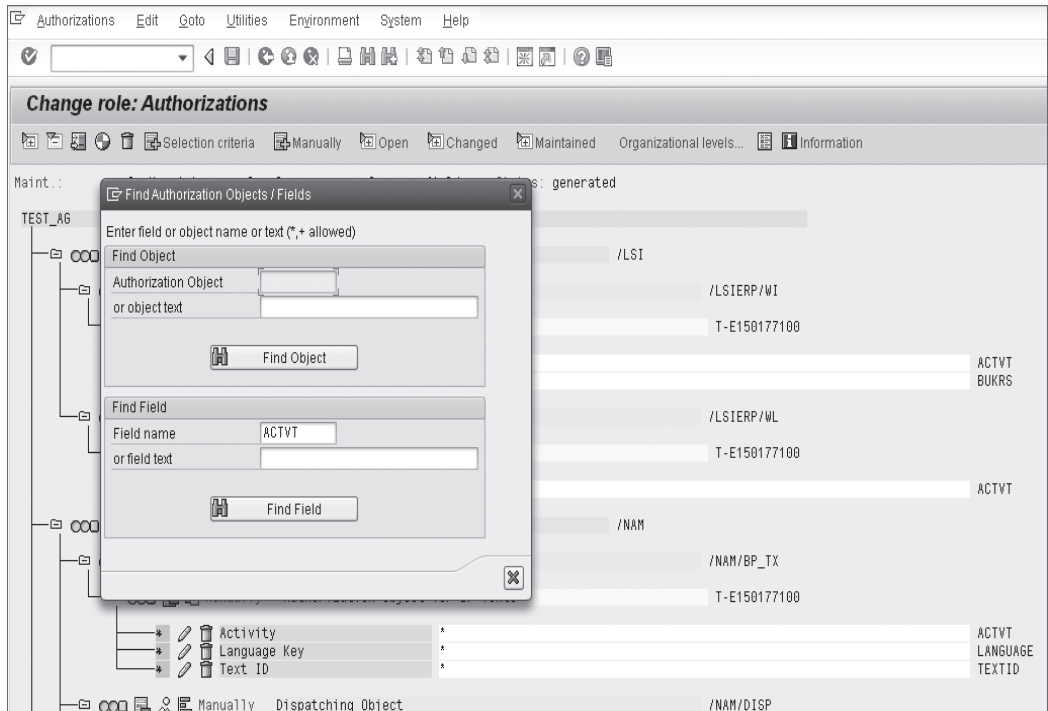 Authorizations Edit Goto Utilities Environment System Help
Change role: Authorizations
Selection criteria Manually Open Changed Maintained Organizational levels... Information
Maint.: : generated
TEST_AG
Find Authorization Objects / Fields
Enter field or object name or text (*,+ allowed)
Find Object
Authorization Object
or object text
Find Object
Find Field
Field name ACTVT
or field text
Find Field
/LSI
/LSIERP/WI
T-E150177100
ACTVT
BUKRS
/LSIERP/WL
T-E150177100
ACTVT
/NAM
/NAM/BP_TX
T-E150177100
* Activity * ACTVT
* Language Key * LANGUAGE
* Text ID * TEXTID
Manually Dispatching Object /NAM/DISP